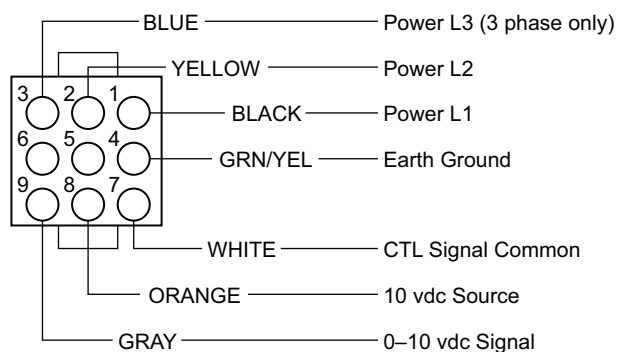 BLUE Power L3 (3 phase only)
YELLOW Power L2
3 2 1
BLACK Power L1
6 5 4
GRN/YEL Earth Ground
9 8 7
WHITE CTL Signal Common
ORANGE 10 vdc Source
GRAY 0–10 vdc Signal